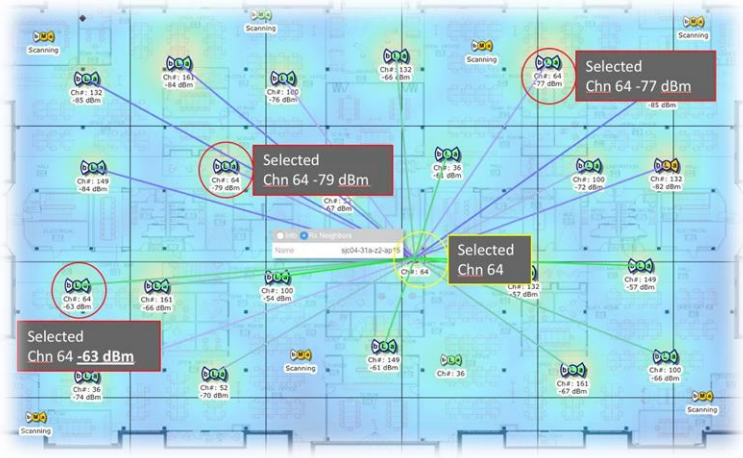 Scanning
Scanning
Scanning
Scanning
Ch#: 132
-85 dBm
Ch#: 161
-84 dBm
Ch#: 100
-76 dBm
Ch#: 132
-66 dBm
Ch#: 64
-77 dBm
Selected
Chn 64 -77 dBm
-85 dBm
Ch#: 149
-84 dBm
Ch#: 64
-79 dBm
Selected
Chn 64 -79 dBm
-67 dBm
Ch#: 36
-61 dBm
Ch#: 100
-72 dBm
Ch#: 132
-82 dBm
Info Rx Neighbors
Name sjc04-31a-z2-ap15
Ch#: 64
Selected
Chn 64
Ch#: 64
-63 dBm
Ch#: 161
-66 dBm
Ch#: 100
-54 dBm
Ch#: 132
-57 dBm
Ch#: 149
-57 dBm
Selected
Chn 64 -63 dBm
Ch#: 36
-74 dBm
Ch#: 52
-70 dBm
Scanning
Ch#: 149
-61 dBm
Ch#: 36
Ch#: 161
-67 dBm
Ch#: 100
-66 dBm
Scanning
Scanning